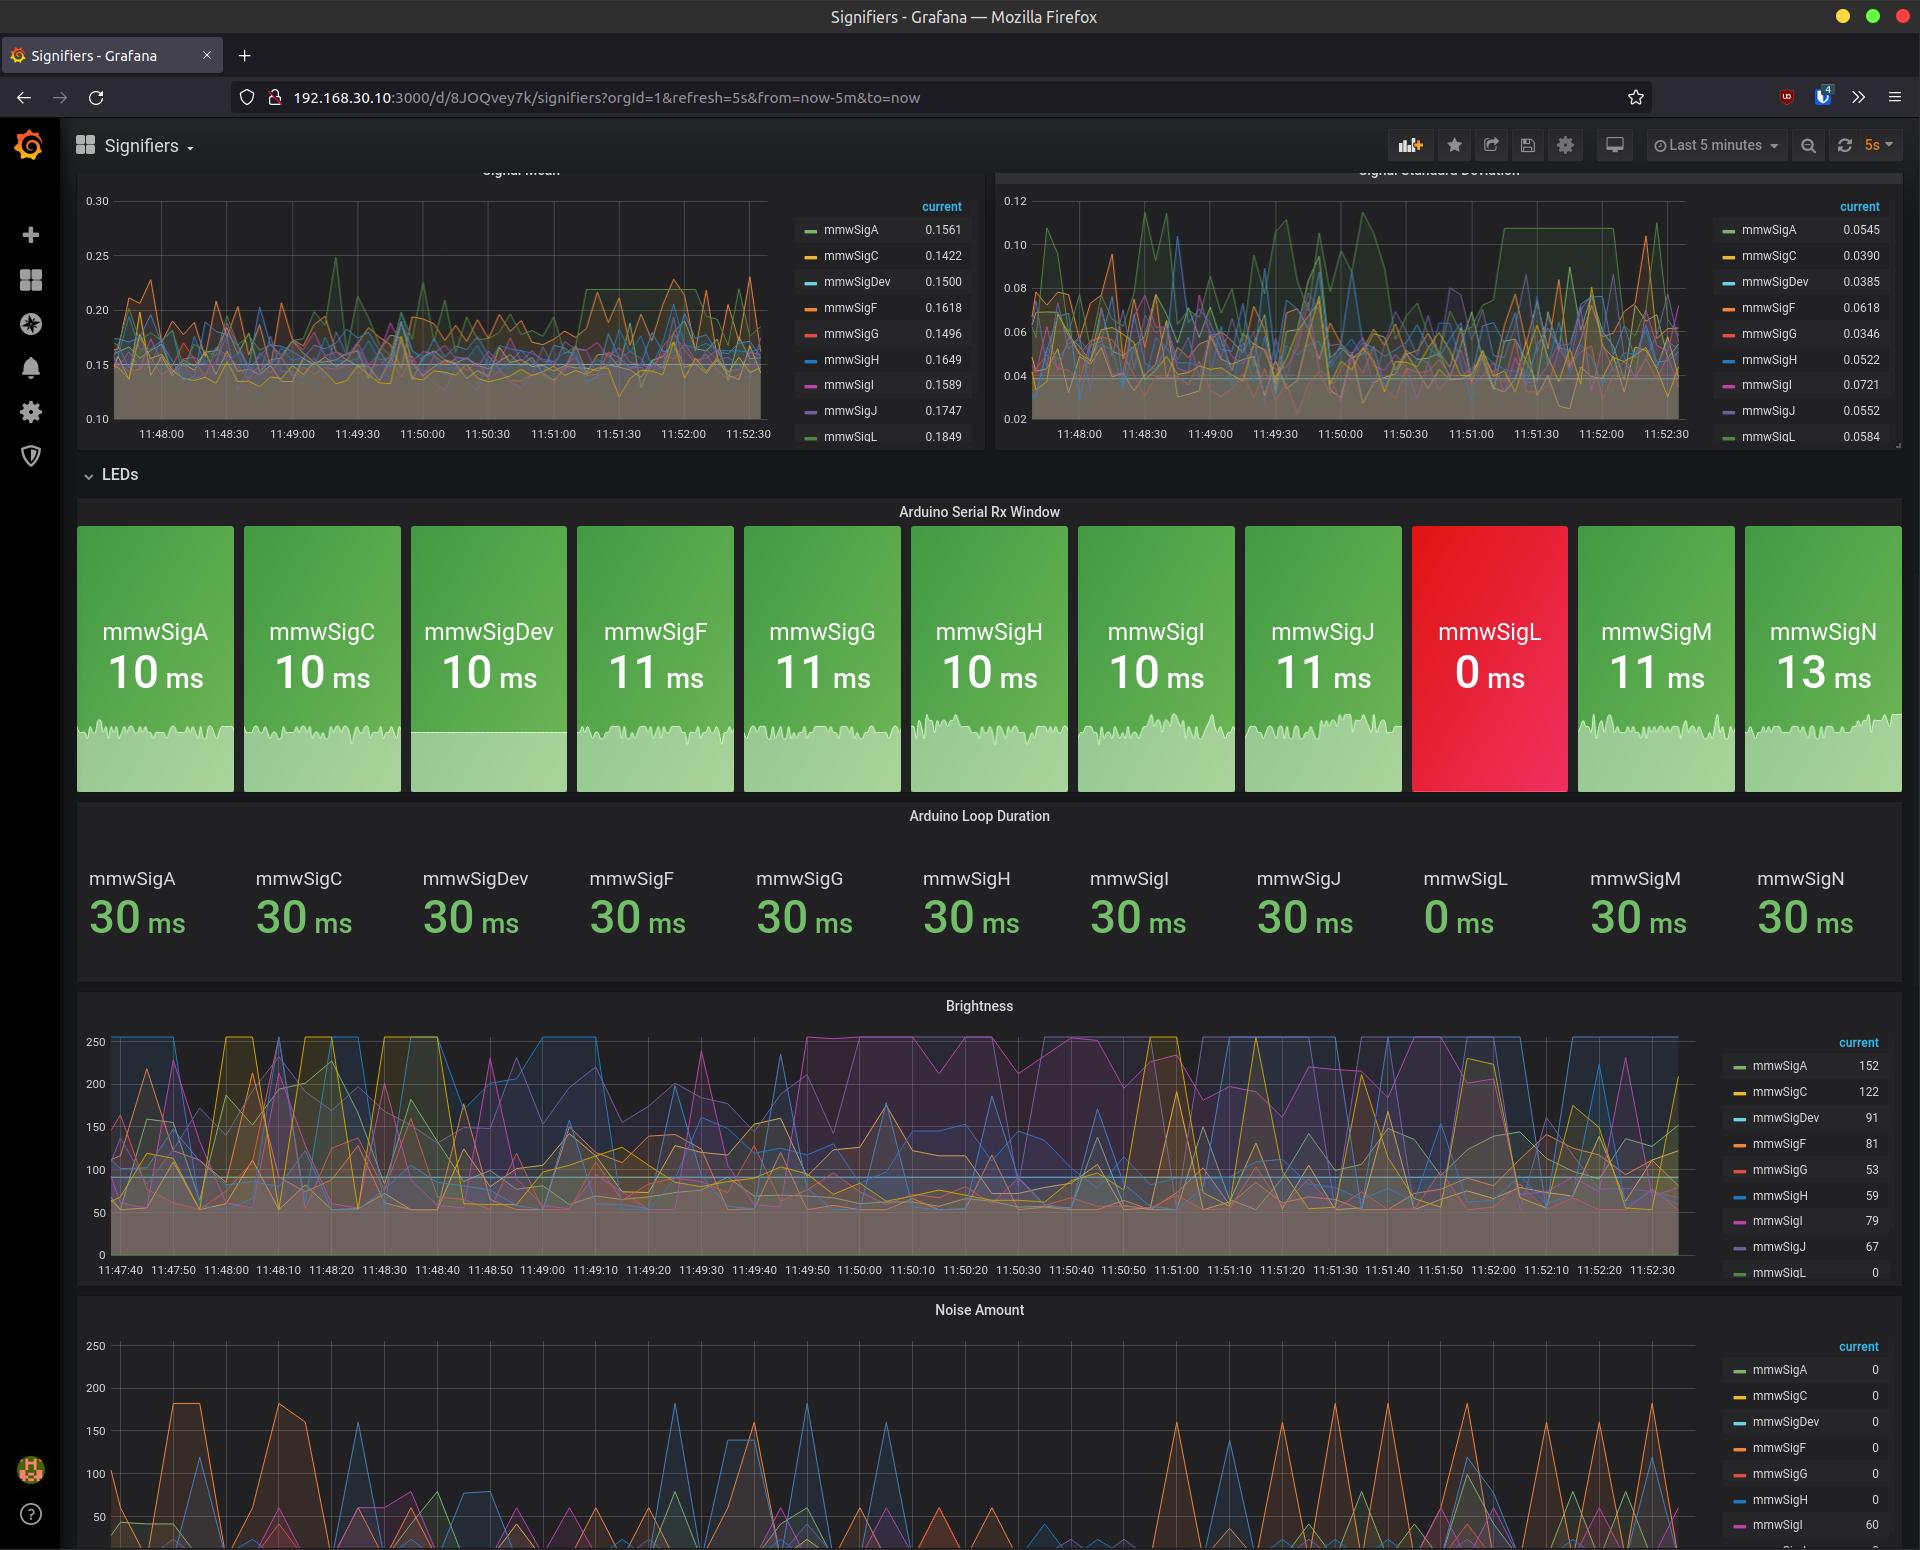 Signifiers - Grafana — Mozilla Firefox
Signifiers - Grafana
192.168.30.10:3000/d/8JOQvey7k/signifiers?orgId=1&refresh=5s&from=now-5m&to=now
4
Signifiers
Last 5 minutes
5s
Signal Mean
0.30
0.25
0.20
0.15
0.10
11:48:00 11:48:30 11:49:00 11:49:30 11:50:00 11:50:30 11:51:00 11:51:30 11:52:00 11:52:30
current
mmwSigA 0.1561
mmwSigC 0.1422
mmwSigDev 0.1500
mmwSigF 0.1618
mmwSigG 0.1496
mmwSigH 0.1649
mmwSigI 0.1589
mmwSigJ 0.1747
mmwSigL 0.1849
Signal Standard Deviation
0.12
0.10
0.08
0.06
0.04
0.02
11:48:00 11:48:30 11:49:00 11:49:30 11:50:00 11:50:30 11:51:00 11:51:30 11:52:00 11:52:30
current
mmwSigA 0.0545
mmwSigC 0.0390
mmwSigDev 0.0385
mmwSigF 0.0618
mmwSigG 0.0346
mmwSigH 0.0522
mmwSigI 0.0721
mmwSigJ 0.0552
mmwSigL 0.0584
LEDs
Arduino Serial Rx Window
mmwSigA mmwSigC mmwSigDev mmwSigF mmwSigG mmwSigH mmwSigI mmwSigJ mmwSigL mmwSigM mmwSigN
10 ms 10 ms 10 ms 11 ms 11 ms 10 ms 10 ms 11 ms 0 ms 11 ms 13 ms
Arduino Loop Duration
mmwSigA mmwSigC mmwSigDev mmwSigF mmwSigG mmwSigH mmwSigI mmwSigJ mmwSigL mmwSigM mmwSigN
30 ms 30 ms 30 ms 30 ms 30 ms 30 ms 30 ms 30 ms 0 ms 30 ms 30 ms
Brightness
250
200
150
100
50
0
11:47:40 11:47:50 11:48:00 11:48:10 11:48:20 11:48:30 11:48:40 11:48:50 11:49:00 11:49:10 11:49:20 11:49:30 11:49:40 11:49:50 11:50:00 11:50:10 11:50:20 11:50:30 11:50:40 11:50:50 11:51:00 11:51:10 11:51:20 11:51:30 11:51:40 11:51:50 11:52:00 11:52:10 11:52:20 11:52:30
current
mmwSigA 152
mmwSigC 122
mmwSigDev 91
mmwSigF 81
mmwSigG 53
mmwSigH 59
mmwSigI 79
mmwSigJ 67
mmwSigL 0
Noise Amount
250
200
150
100
50
current
mmwSigA 0
mmwSigC 0
mmwSigDev 0
mmwSigF 0
mmwSigG 0
mmwSigH 0
mmwSigI 60